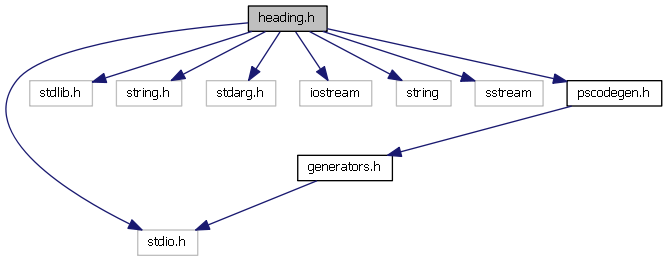 heading.h
stdlib.h
string.h
stdarg.h
iostream
string
sstream
pscodegen.h
generators.h
stdio.h